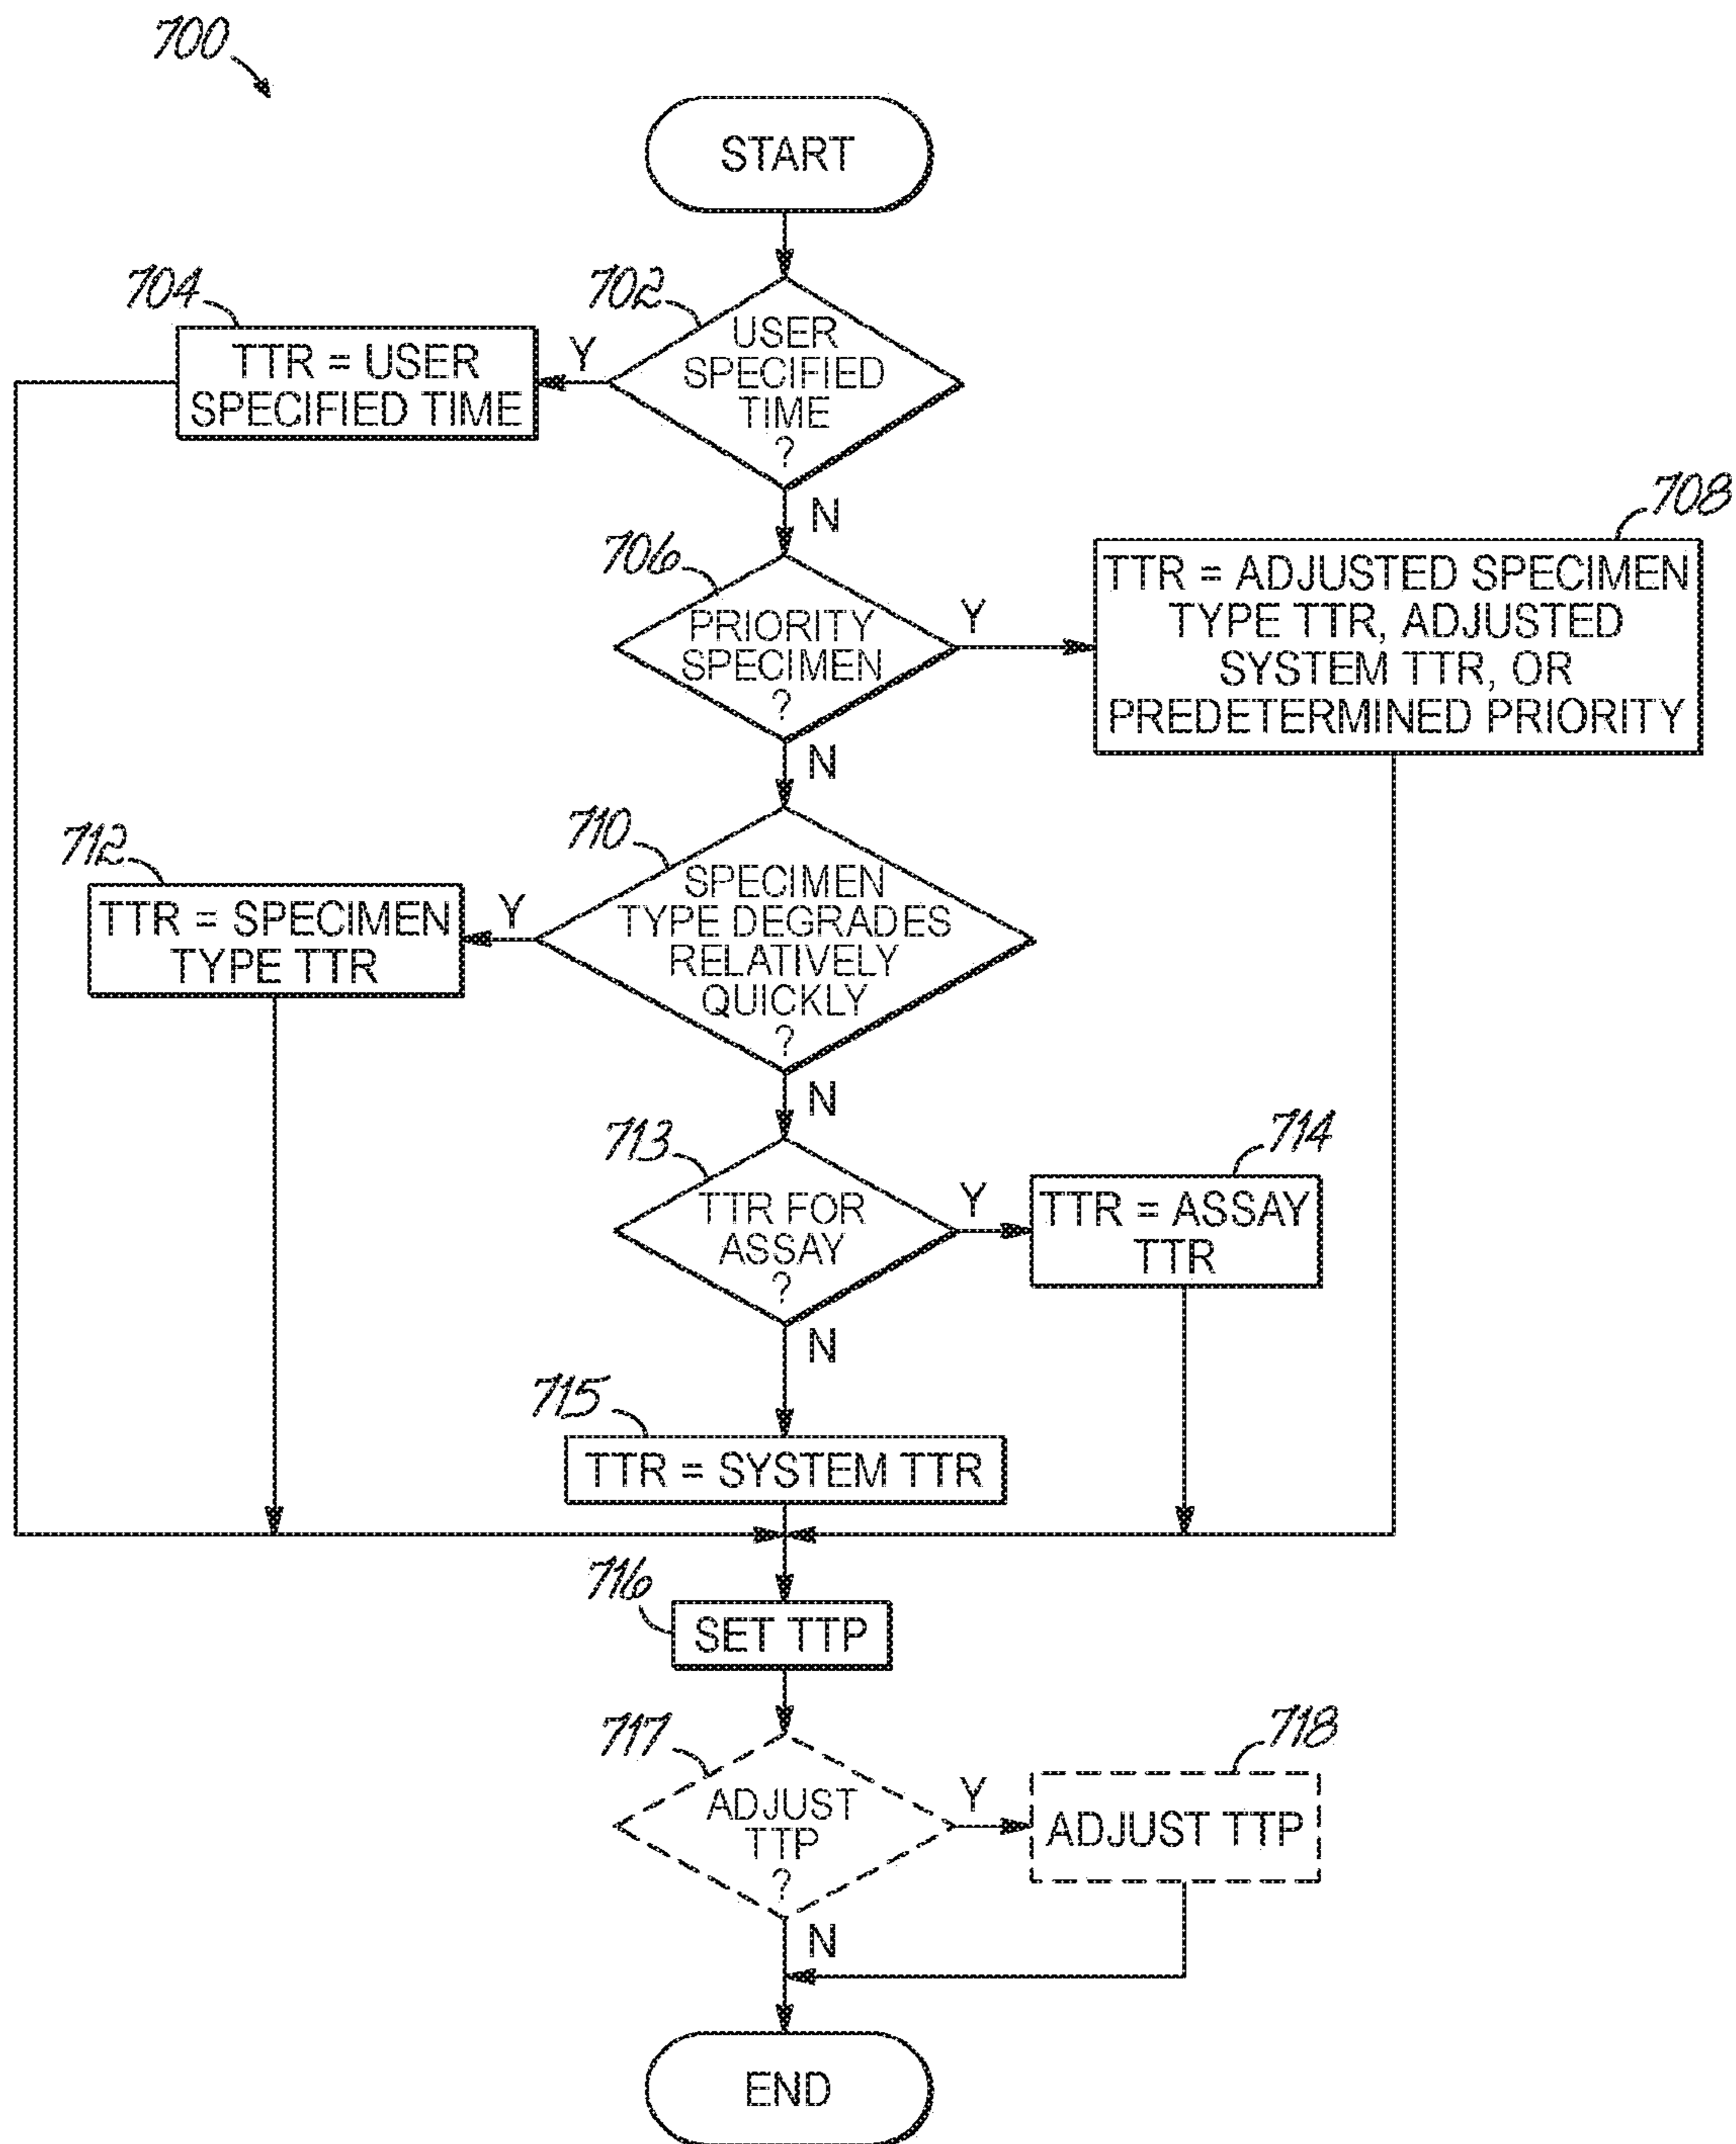 700
START
702
USER
SPECIFIED
TIME
?
Y
704
TTR = USER
SPECIFIED TIME
N
706
PRIORITY
SPECIMEN
?
Y
708
TTR = ADJUSTED SPECIMEN
TYPE TTR, ADJUSTED
SYSTEM TTR, OR
PREDETERMINED PRIORITY
N
710
SPECIMEN
TYPE DEGRADES
RELATIVELY
QUICKLY
?
Y
712
TTR = SPECIMEN
TYPE TTR
N
713
TTR FOR
ASSAY
?
Y
714
TTR = ASSAY
TTR
N
715
TTR = SYSTEM TTR
716
SET TTP
717
ADJUST
TTP
?
Y
718
ADJUST TTP
N
END